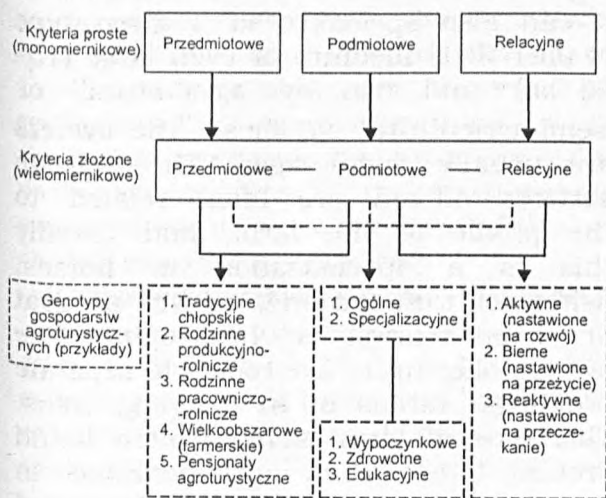 Kryteria proste
(monomiernikowe)
Przedmiotowe
Podmiotowe
Relacyjne
Kryteria złożone
(wielomiernikowe)
Przedmiotowe
Podmiotowe
Relacyjne
Genotypy
gospodarstw
agroturystycz-
nych (przykłady)
1. Tradycyjne
chłopskie
2. Rodzinne
produkcyjno-
-rolnicze
3. Rodzinne
pracowniczo-
-rolnicze
4. Wielkoobszarowe
(farmerskie)
5. Pensjonaty
agroturystyczne
1. Ogólna
2. Specjalizacyjne
1. Wypoczynkowe
2. Zdrowotne
3. Edukacyjne
1. Aktywne
(nastawione
na rozwój)
2. Bierne
(nastawione
na przeżycie)
3. Reaktywne
(nastawione
na przecze-
kanie)